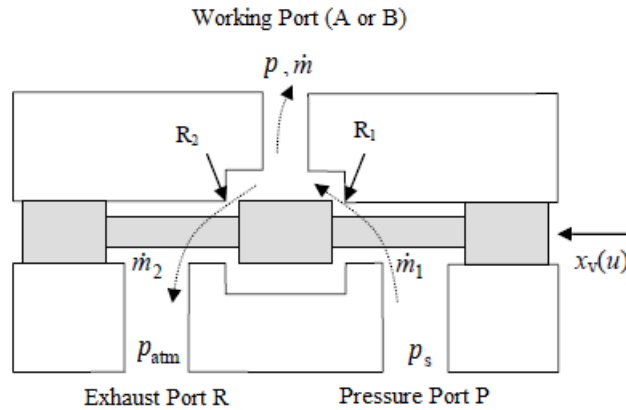 Working Port (A or B)
p , ṁ
R₂
R₁
ṁ₂
ṁ₁
xᵥ(u)
pₐₜₘ
pₛ
Exhaust Port R
Pressure Port P